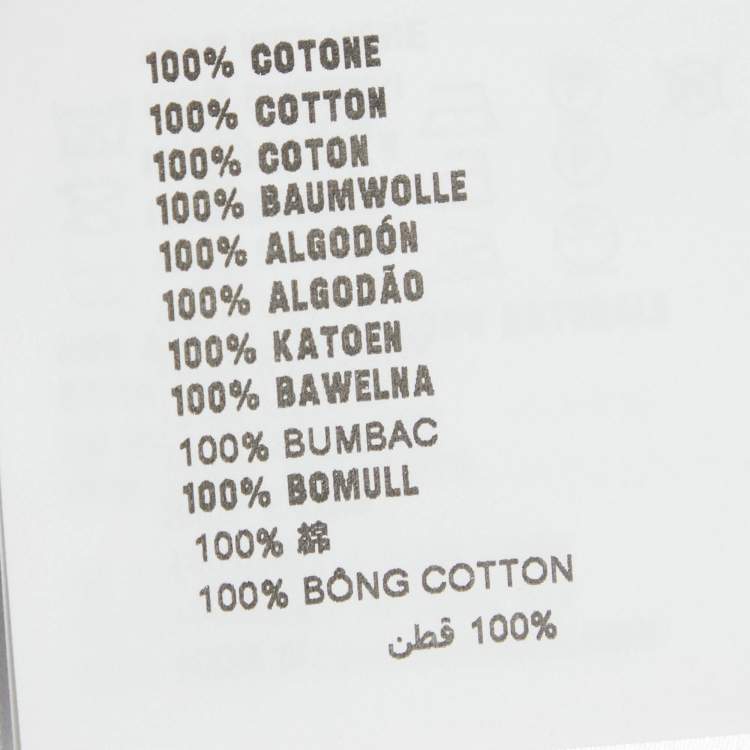 100% COTONE
100% COTTON
100% COTON
100% BAUMWOLLE
100% ALGODÓN
100% ALGODÃO
100% KATOEN
100% BAWELNA
100% BUMBAC
100% BOMULL
100% 綿
100% BÔNG COTTON
100% قطن